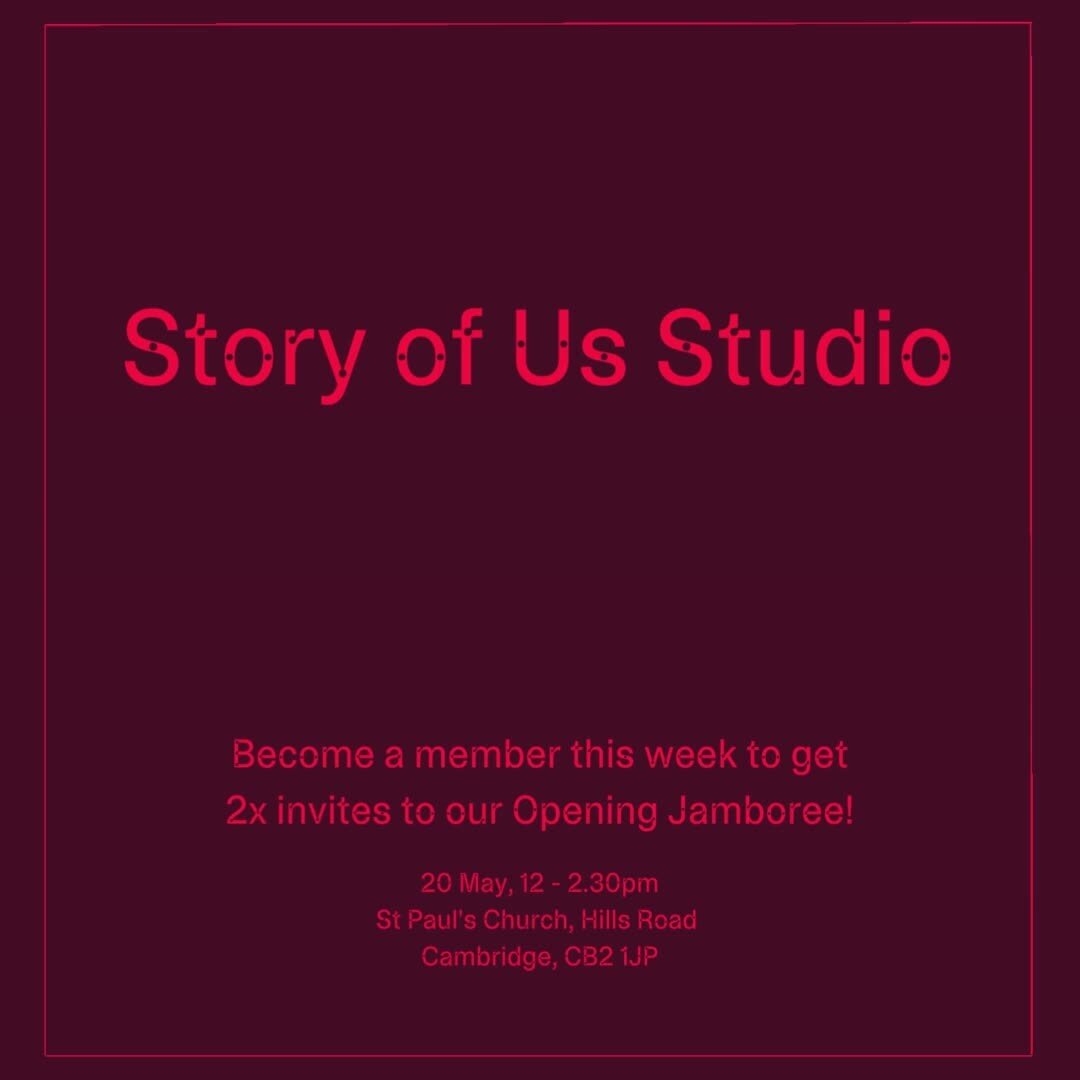 Story of Us Studio
Become a member this week to get
2x invites to our Opening Jamboree!
20 May, 12 - 2.30pm
St Paul's Church, Hills Road
Cambridge, CB2 1JP